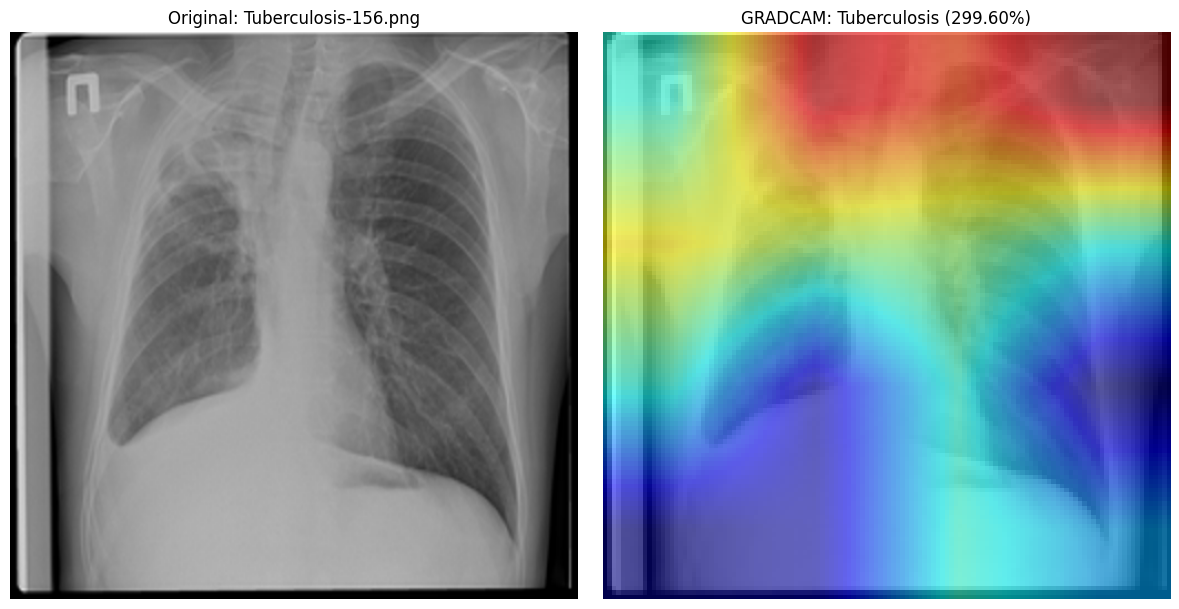 Original: Tuberculosis-156.png
GRADCAM: Tuberculosis (299.60%)
П